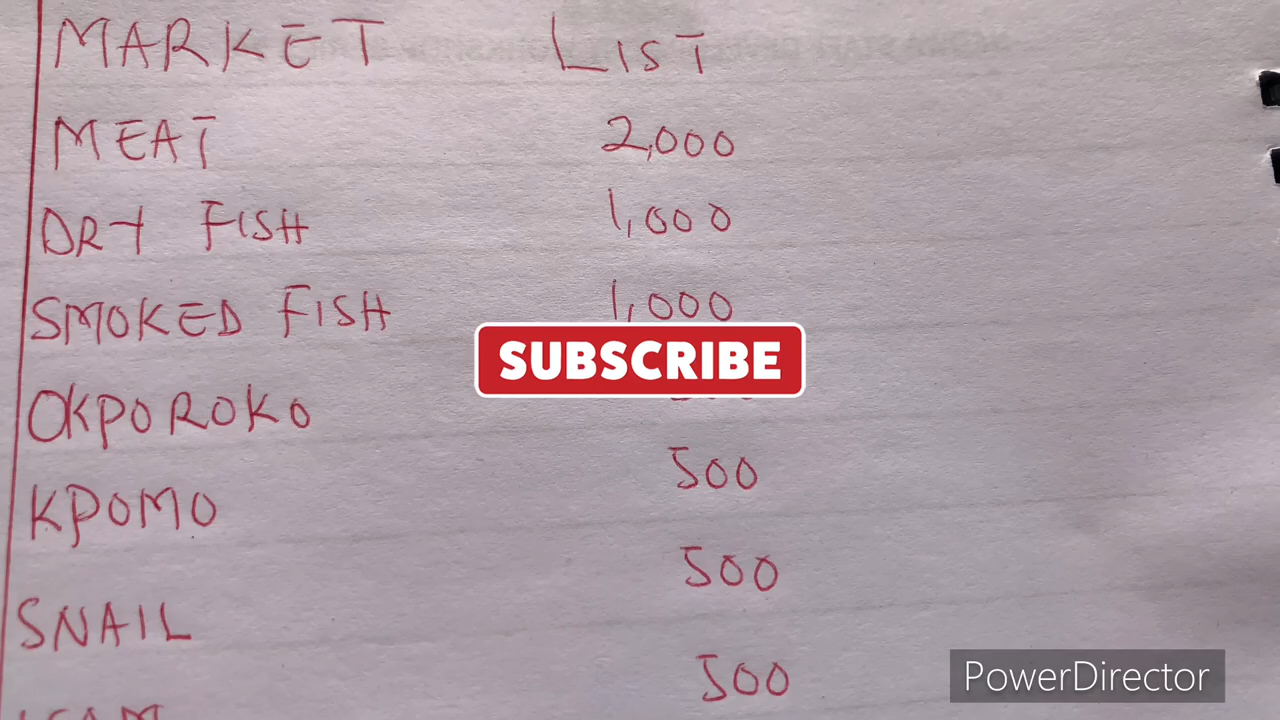 MARKET LIST
MEAT 2,000
DRY FISH 1,000
SMOKED FISH 1,000
SUBSCRIBE
OKPOROKO
KPOMO 500
SNAIL 500
500
PowerDirector